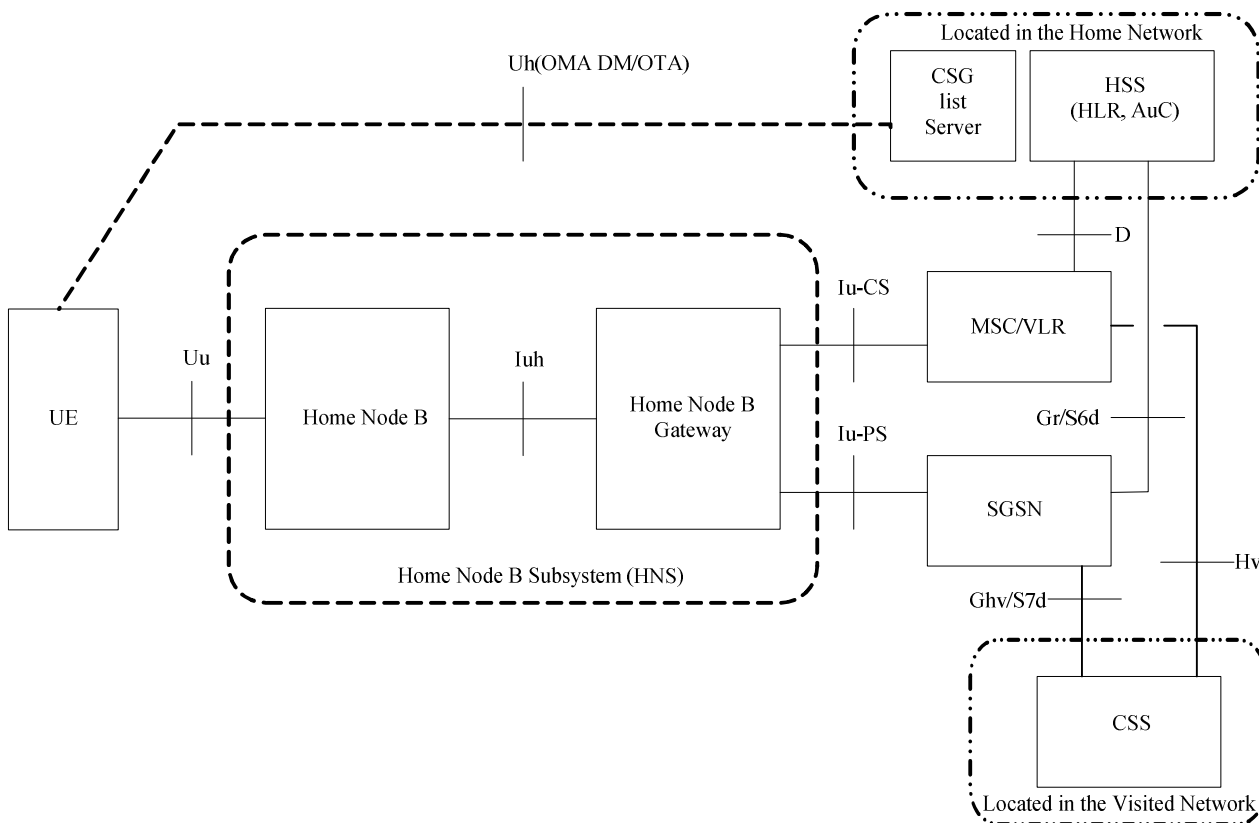 Located in the Home Network
Uh(OMA DM/OTA)
CSG
list
Server
HSS
(HLR, AuC)
D
Iu-CS
MSC/VLR
Uu
Iuh
UE
Home Node B
Home Node B
Gateway
Gr/S6d
Iu-PS
SGSN
Home Node B Subsystem (HNS)
Hv
Ghv/S7d
CSS
Located in the Visited Network